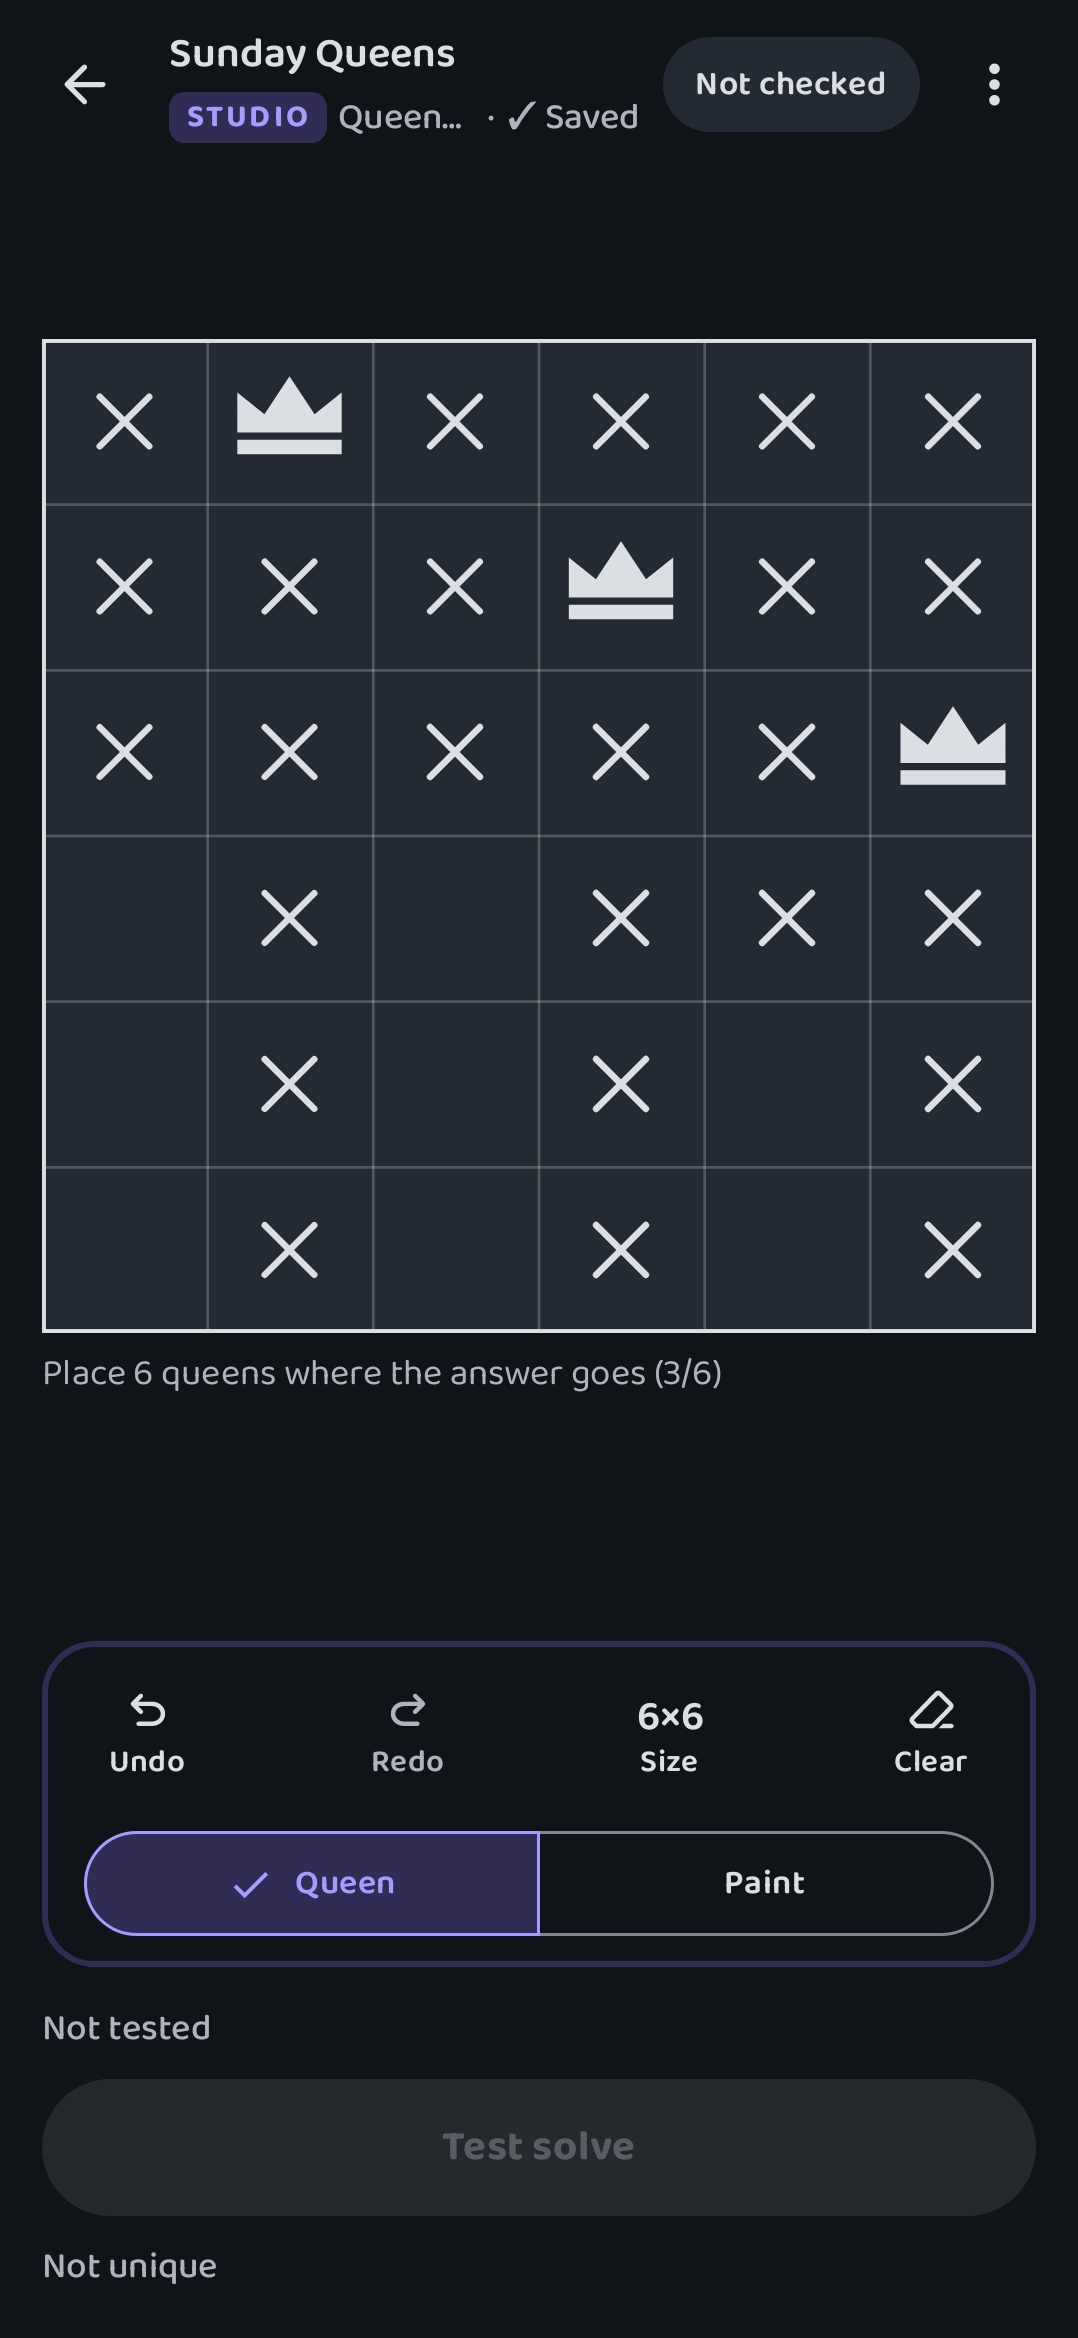 Sunday Queens
STUDIO Queen... · ✓ Saved
Not checked
Place 6 queens where the answer goes (3/6)
Undo
Redo
6×6
Size
Clear
Queen
Paint
Not tested
Test solve
Not unique